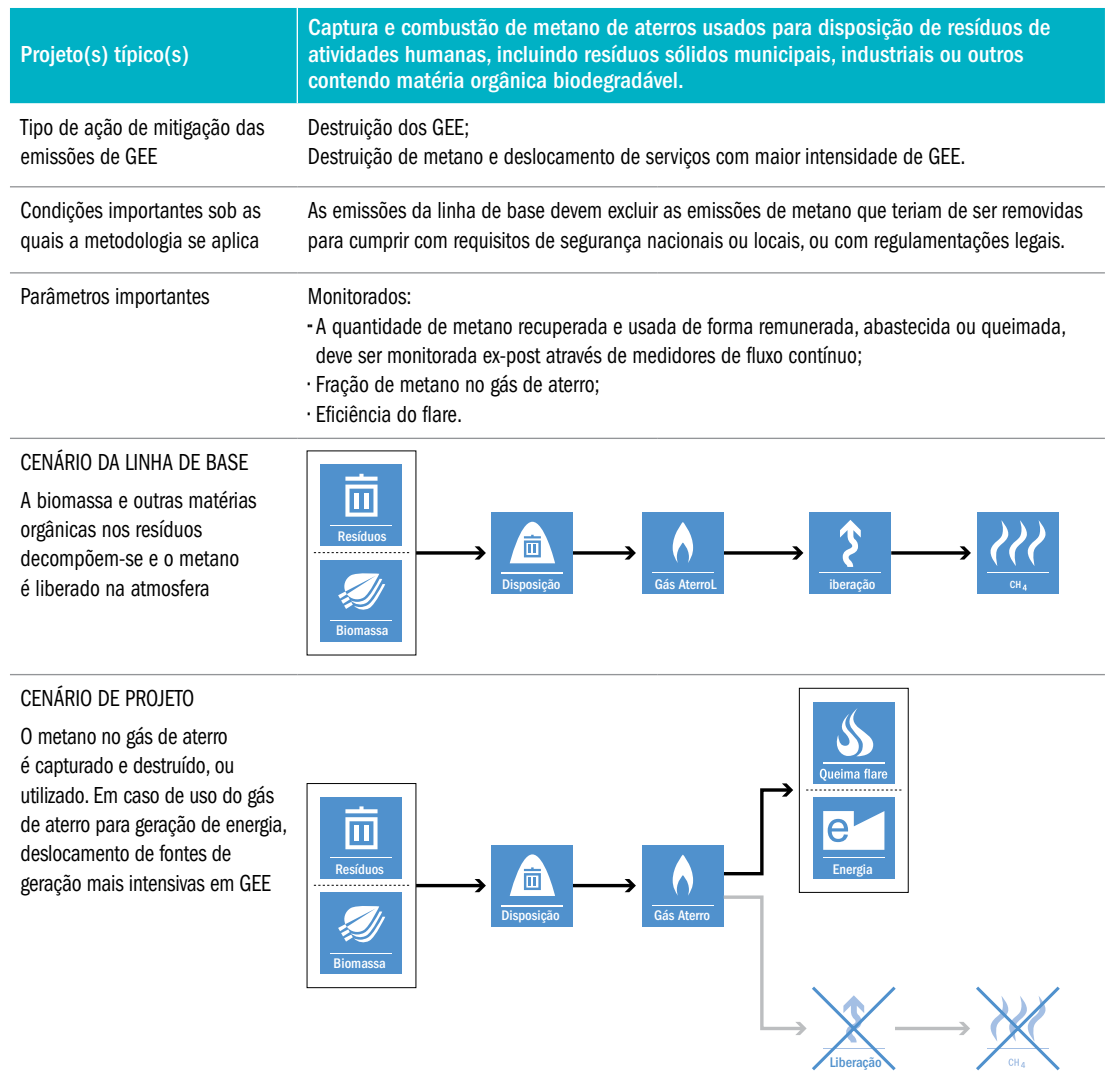 Projeto(s) típico(s)
Captura e combustão de metano de aterros usados para disposição de resíduos de
atividades humanas, incluindo resíduos sólidos municipais, industriais ou outros
contendo matéria orgânica biodegradável.
Tipo de ação de mitigação das
emissões de GEE
Destruição dos GEE;
Destruição de metano e deslocamento de serviços com maior intensidade de GEE.
Condições importantes sob as
quais a metodologia se aplica
As emissões da linha de base devem excluir as emissões de metano que teriam de ser removidas
para cumprir com requisitos de segurança nacionais ou locais, ou com regulamentações legais.
Parâmetros importantes
Monitorados:
- A quantidade de metano recuperada e usada de forma remunerada, abastecida ou queimada,
deve ser monitorada ex-post através de medidores de fluxo contínuo;
· Fração de metano no gás de aterro;
· Eficiência do flare.
CENÁRIO DA LINHA DE BASE
A biomassa e outras matérias
orgânicas nos resíduos
decompõem-se e o metano
é liberado na atmosfera
Resíduos
Biomassa
Disposição
Gás AterroL
iberação
CH4
CENÁRIO DE PROJETO
O metano no gás de aterro
é capturado e destruído, ou
utilizado. Em caso de uso do gás
de aterro para geração de energia,
deslocamento de fontes de
geração mais intensivas em GEE
Resíduos
Biomassa
Disposição
Gás Aterro
Queima flare
e
Energia
Liberação
CH4